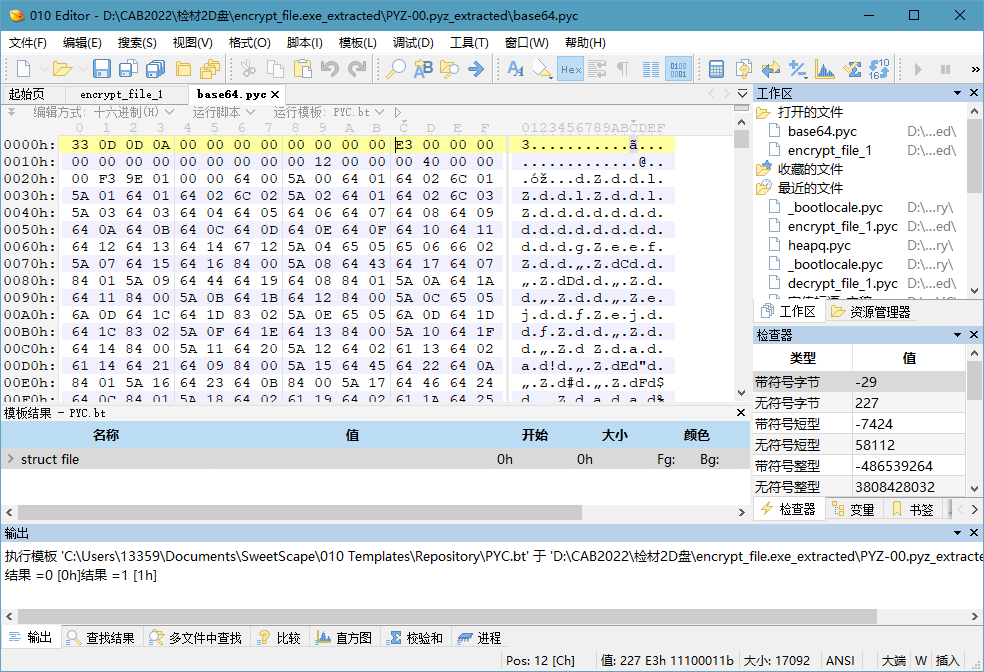 010 Editor - D:\CAB2022\检材2D盘\encrypt_file.exe_extracted\PYZ-00.pyz_extracted\base64.pyc
文件(F) 编辑(E) 搜索(S) 视图(V) 格式(O) 脚本(I) 模板(L) 调试(D) 工具(T) 窗口(W) 帮助(H)
起始页 encrypt_file_1 base64.pyc
编辑方式: 十六进制(H) 运行脚本 运行模板: PYC.bt
0 1 2 3 4 5 6 7 8 9 A B C D E F 0123456789ABCDEF
0000h: 33 0D 0D 0A 00 00 00 00 00 00 00 00 E3 00 00 00 3...........ã...
0010h: 00 00 00 00 00 00 00 00 00 12 00 00 00 40 00 00 .............@..
0020h: 00 F3 9E 01 00 00 64 00 5A 00 64 01 64 02 6C 01 .óž...d.Z.d.d.l.
0030h: 5A 01 64 01 64 02 6C 02 5A 02 64 01 64 02 6C 03 Z.d.d.l.Z.d.d.l.
0040h: 5A 03 64 03 64 04 64 05 64 06 64 07 64 08 64 09 Z.d.d.d.d.d.d.d.
0050h: 64 0A 64 0B 64 0C 64 0D 64 0E 64 0F 64 10 64 11 d.d.d.d.d.d.d.d.
0060h: 64 12 64 13 64 14 67 12 5A 04 65 05 65 06 66 02 d.d.d.g.Z.e.e.f.
0070h: 5A 07 64 15 64 16 84 00 5A 08 64 43 64 17 64 07 Z.d.d.„.Z.dCd.d.
0080h: 84 01 5A 09 64 44 64 19 64 08 84 01 5A 0A 64 1A „.Z.dDd.d.„.Z.d.
0090h: 64 11 84 00 5A 0B 64 1B 64 12 84 00 5A 0C 65 05 d.„.Z.d.d.„.Z.e.
00A0h: 6A 0D 64 1C 64 1D 83 02 5A 0E 65 05 6A 0D 64 1D j.d.d.ƒ.Z.e.j.d.
00B0h: 64 1C 83 02 5A 0F 64 1E 64 13 84 00 5A 10 64 1F d.ƒ.Z.d.d.„.Z.d.
00C0h: 64 14 84 00 5A 11 64 20 5A 12 64 02 61 13 64 02 d.„.Z.d Z.d.a.d.
00D0h: 61 14 64 21 64 09 84 00 5A 15 64 45 64 22 64 0A a.d!d.„.Z.dEd"d.
00E0h: 84 01 5A 16 64 23 64 0B 84 00 5A 17 64 46 64 24 „.Z.d#d.„.Z.dFd$
00F0h: 64 0C 84 01 5A 18 64 02 61 19 64 02 61 1A 64 25
模板结果 - PYC.bt
名称 值 开始 大小 颜色
struct file 0h 0h Fg: Bg:
工作区
打开的文件
base64.pyc D:\...ed\
encrypt_file_1 D:\...ed\
收藏的文件
最近的文件
_bootlocale.pyc D:\...ry\
encrypt_file_1.pyc D:\...ed\
heapq.pyc D:\...ry\
_bootlocale.pyc D:\...ry\
decrypt_file_1.pyc D:\...ed\
工作区 资源管理器
检查器
类型 值
带符号字节 -29
无符号字节 227
带符号短型 -7424
无符号短型 58112
带符号整型 -486539264
无符号整型 3808428032
检查器 变量 书签
输出
执行模板 'C:\Users\13359\Documents\SweetScape\010 Templates\Repository\PYC.bt' 于 'D:\CAB2022\检材2D盘\encrypt_file.exe_extracted\PYZ-00.pyz_extracte
结果 =0 [0h]结果 =1 [1h]
输出 查找结果 多文件中查找 比较 直方图 校验和 进程
Pos: 12 [Ch] 值: 227 E3h 11100011b 大小: 17092 ANSI 大端 W 插入